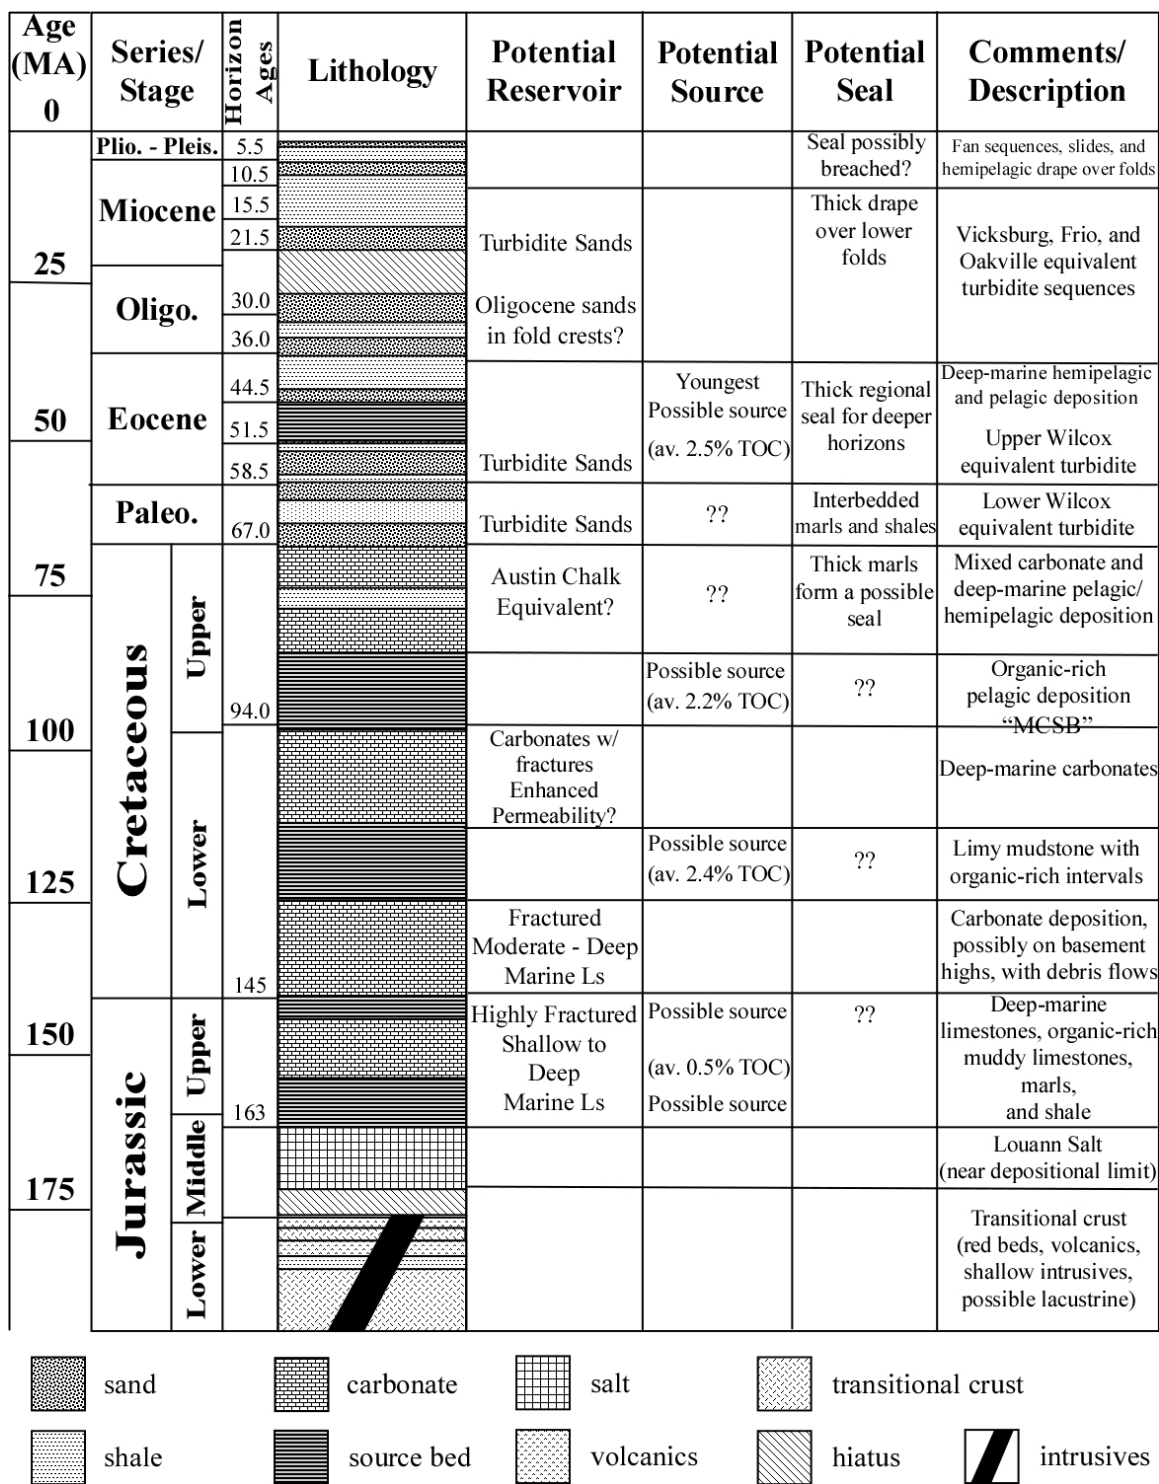 Age
(MA)
0
Series/
Stage
Horizon
Ages
Lithology
Potential
Reservoir
Potential
Source
Potential
Seal
Comments/
Description
Plio. - Pleis.
5.5
Seal possibly
breached?
Fan sequences, slides, and
hemipelagic drape over folds
Miocene
10.5
15.5
21.5
25
Turbidite Sands
Thick drape
over lower
folds
Vicksburg, Frio, and
Oakville equivalent
turbidite sequences
Oligo.
30.0
36.0
Oligocene sands
in fold crests?
Eocene
44.5
51.5
58.5
50
Turbidite Sands
Youngest
Possible source
(av. 2.5% TOC)
Thick regional
seal for deeper
horizons
Deep-marine hemipelagic
and pelagic deposition
Upper Wilcox
equivalent turbidite
Paleo.
67.0
Turbidite Sands
??
Interbedded
marls and shales
Lower Wilcox
equivalent turbidite
75
Cretaceous
Upper
Austin Chalk
Equivalent?
??
Thick marls
form a possible
seal
Mixed carbonate and
deep-marine pelagic/
hemipelagic deposition
94.0
100
Possible source
(av. 2.2% TOC)
??
Organic-rich
pelagic deposition
“MCSB”
Lower
Carbonates w/
fractures
Enhanced
Permeability?
Deep-marine carbonates
125
Possible source
(av. 2.4% TOC)
??
Limy mudstone with
organic-rich intervals
145
Fractured
Moderate - Deep
Marine Ls
Carbonate deposition,
possibly on basement
highs, with debris flows
150
Jurassic
Upper
163
Highly Fractured
Shallow to
Deep
Marine Ls
Possible source
(av. 0.5% TOC)
Possible source
??
Deep-marine
limestones, organic-rich
muddy limestones,
marls,
and shale
Middle
175
Louann Salt
(near depositional limit)
Lower
Transitional crust
(red beds, volcanics,
shallow intrusives,
possible lacustrine)
sand
carbonate
salt
transitional crust
shale
source bed
volcanics
hiatus
intrusives